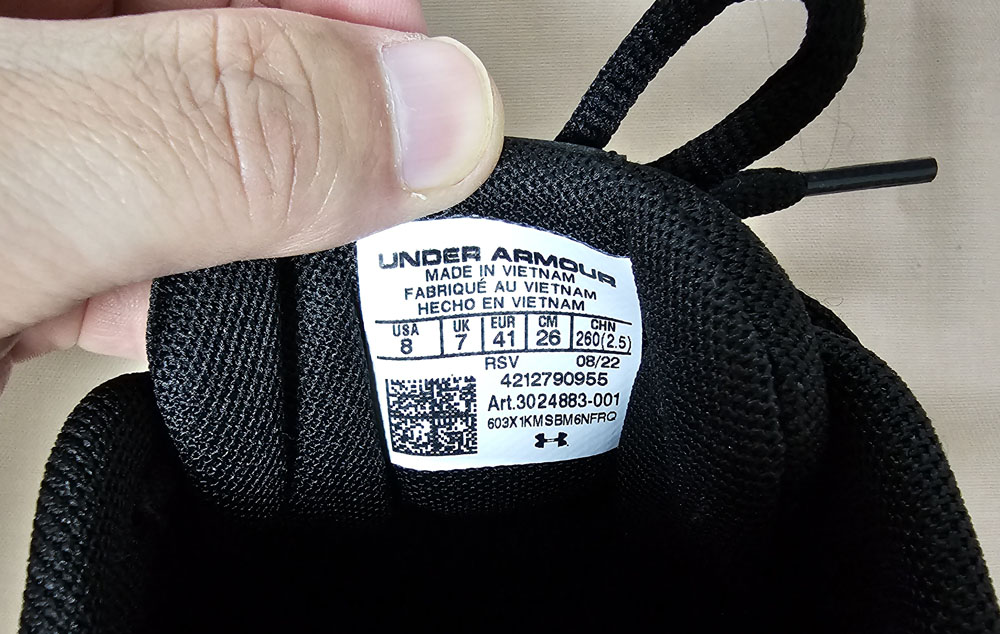 UNDER ARMOUR
MADE IN VIETNAM
FABRIQUÉ AU VIETNAM
HECHO EN VIETNAM
USA UK EUR CM CHN
8 7 41 26 260(2.5)
RSV 08/22
4212790955
Art.3024883-001
603X1KMSBM6NFRQ